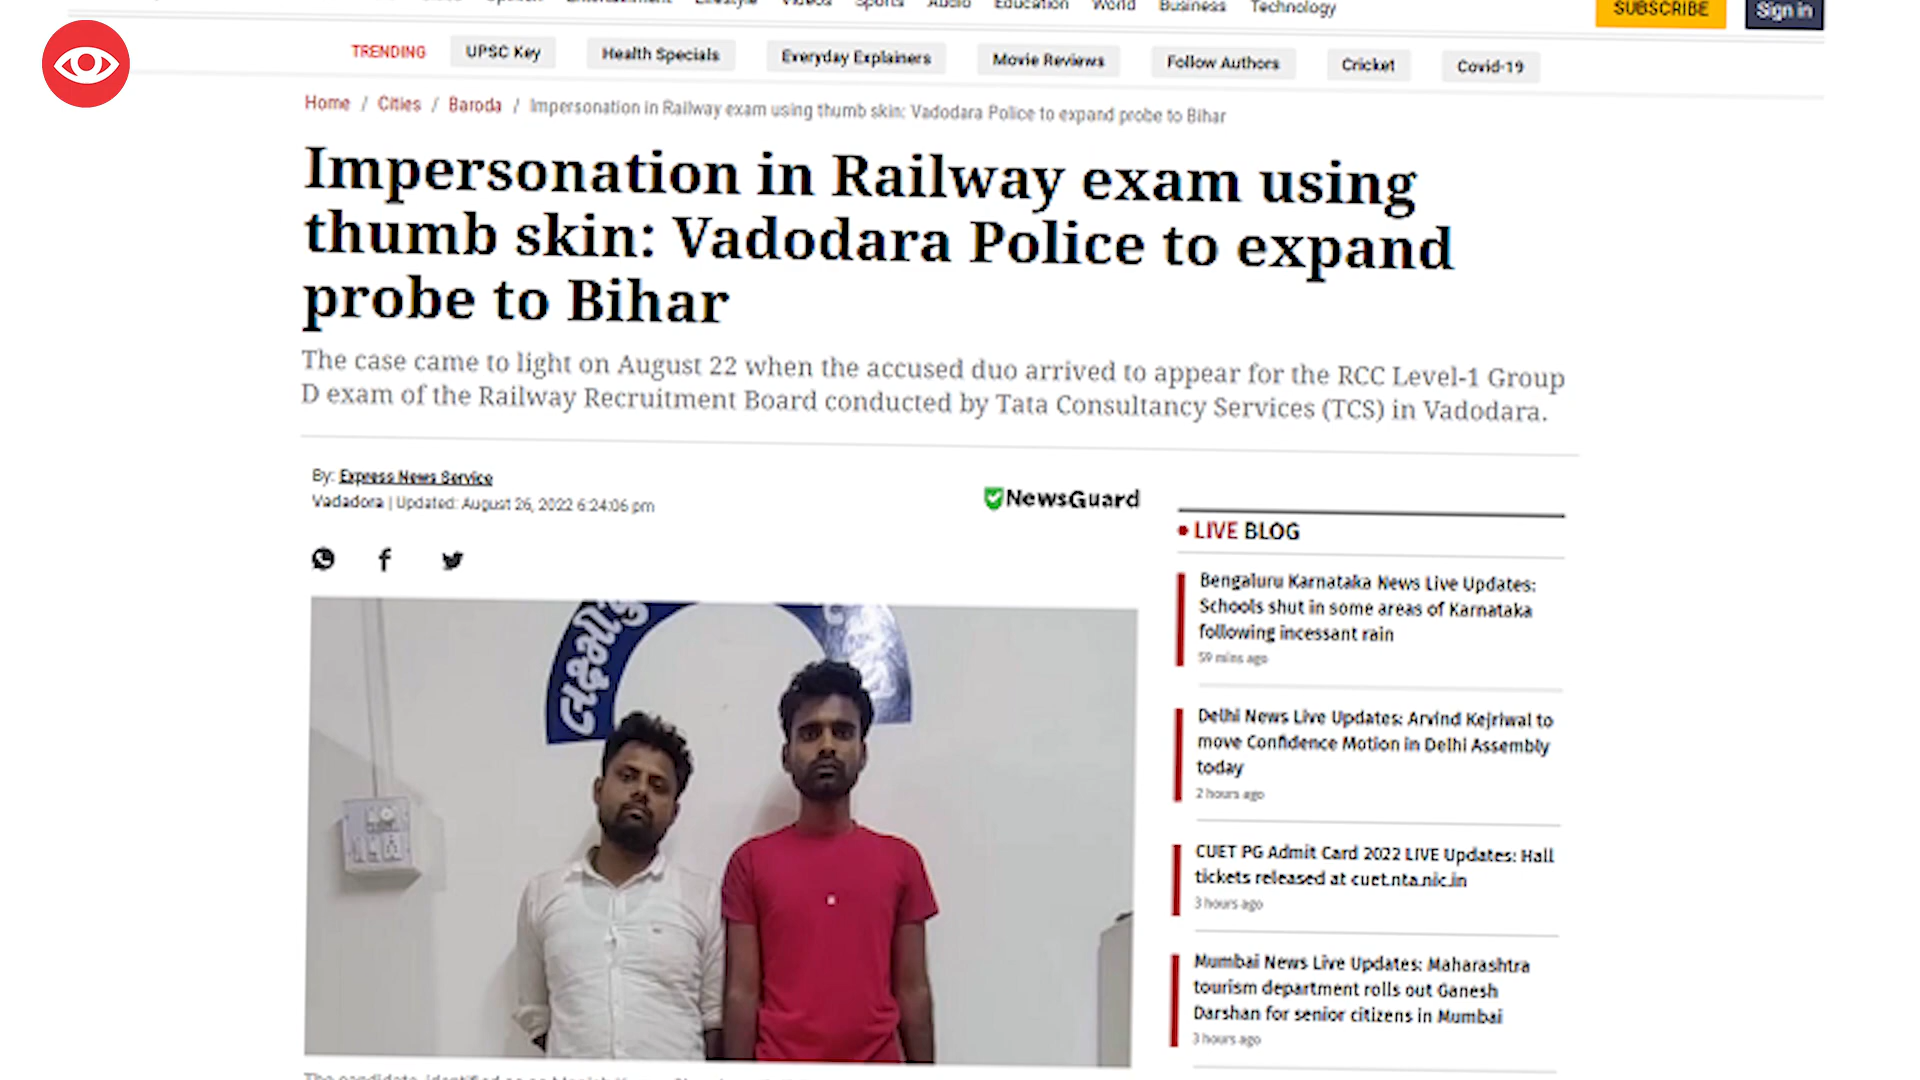 Education World Business Technology
SUBSCRIBE
Sign in
TRENDING UPSC Key Health Specials Everyday Explainers Movie Reviews Follow Authors Cricket Covid-19
Home / Cities / Baroda / Impersonation in Railway exam using thumb skin: Vadodara Police to expand probe to Bihar
Impersonation in Railway exam using
thumb skin: Vadodara Police to expand
probe to Bihar
The case came to light on August 22 when the accused duo arrived to appear for the RCC Level-1 Group
D exam of the Railway Recruitment Board conducted by Tata Consultancy Services (TCS) in Vadodara.
By: Express News Service
Vadadora | Updated: August 26, 2022 6:24:06 pm
NewsGuard
LIVE BLOG
Bengaluru Karnataka News Live Updates:
Schools shut in some areas of Karnataka
following incessant rain
59 mins ago
Delhi News Live Updates: Arvind Kejriwal to
move Confidence Motion in Delhi Assembly
today
2 hours ago
CUET PG Admit Card 2022 LIVE Updates: Hall
tickets released at cuet.nta.nic.in
3 hours ago
Mumbai News Live Updates: Maharashtra
tourism department rolls out Ganesh
Darshan for senior citizens in Mumbai
3 hours ago